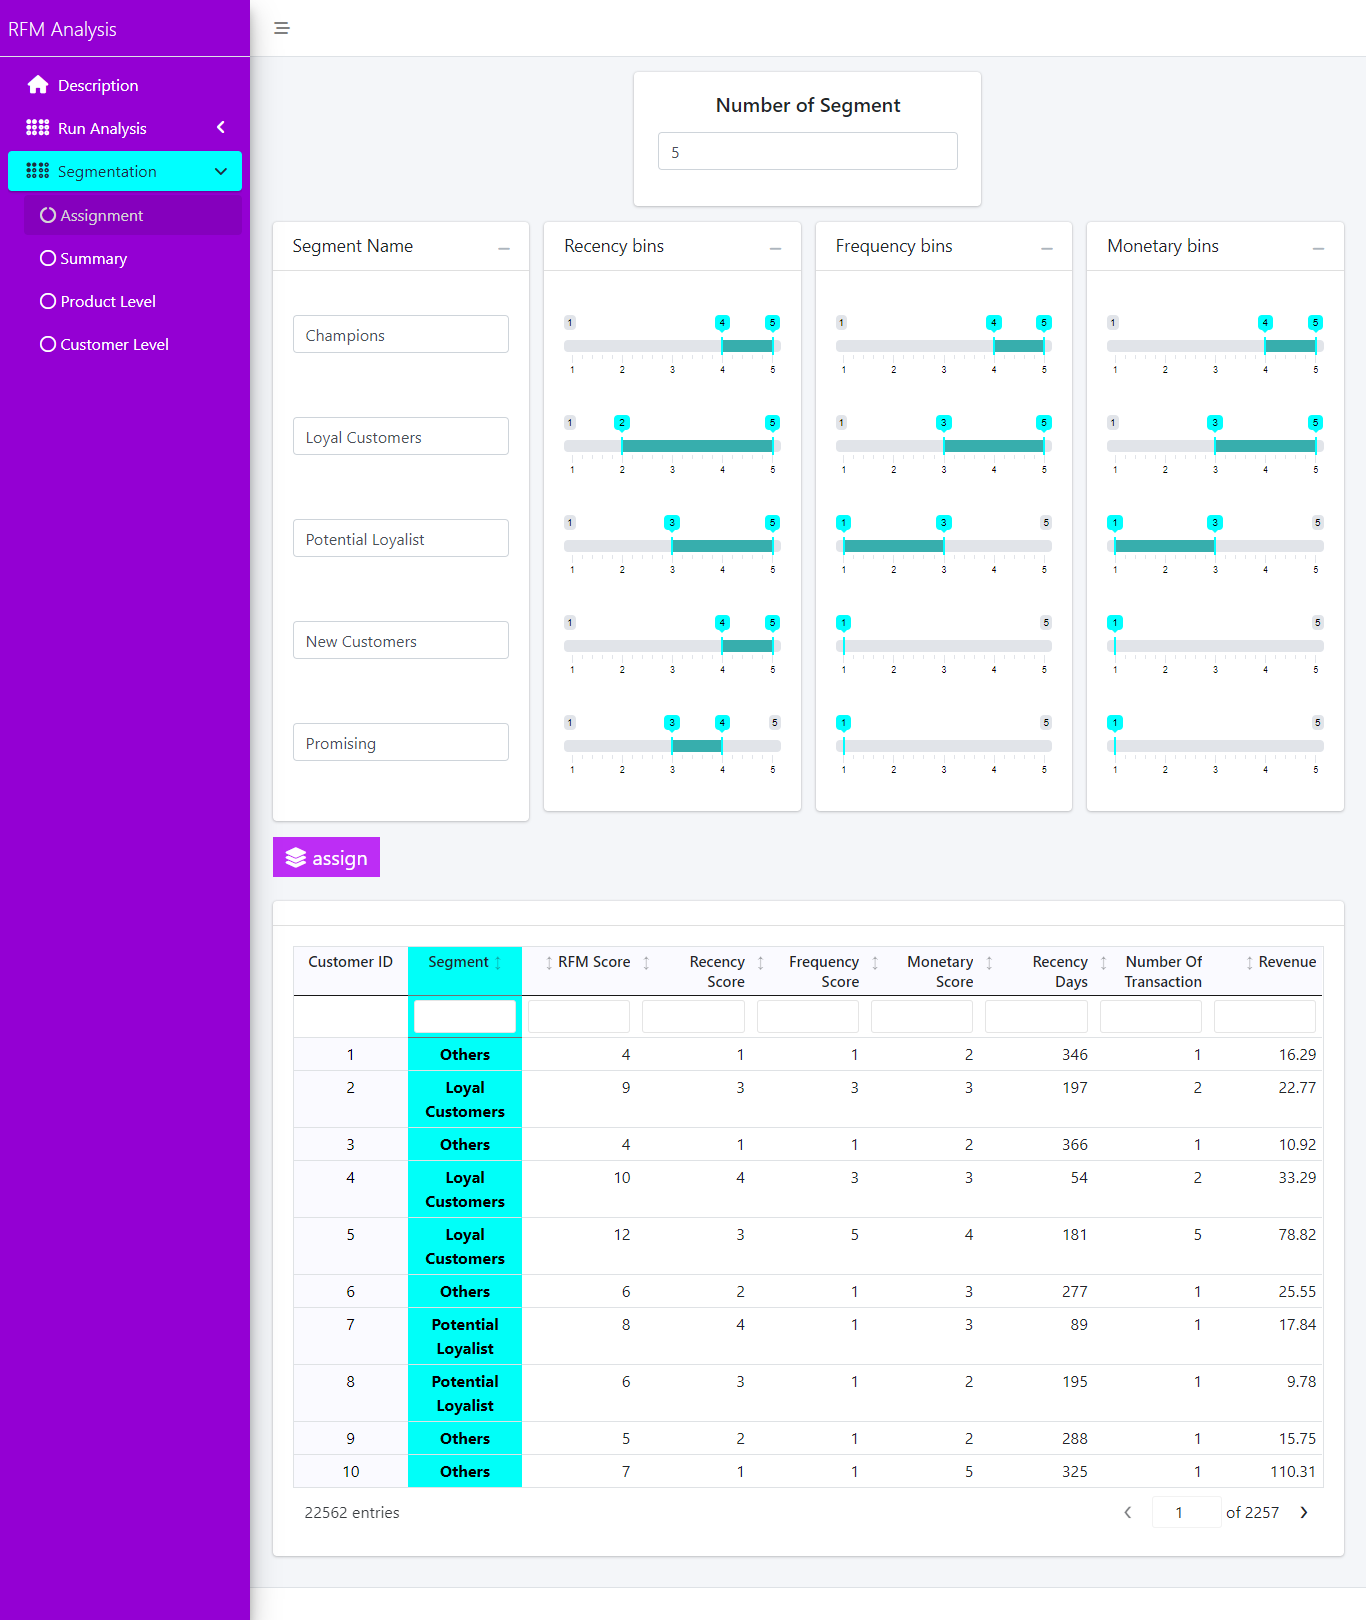 RFM Analysis
Description
Run Analysis
Segmentation
Assignment
Summary
Product Level
Customer Level
Number of Segment
5
Segment Name
Champions
Loyal Customers
Potential Loyalist
New Customers
Promising
Recency bins
1 4 5
1 2 3 4 5
1 2 5
1 2 3 4 5
1 3 5
1 2 3 4 5
1 4 5
1 2 3 4 5
1 3 4 5
1 2 3 4 5
Frequency bins
1 4 5
1 2 3 4 5
1 3 5
1 2 3 4 5
1 3 5
1 2 3 4 5
1 5
1 2 3 4 5
1 5
1 2 3 4 5
Monetary bins
1 4 5
1 2 3 4 5
1 3 5
1 2 3 4 5
1 3 5
1 2 3 4 5
1 5
1 2 3 4 5
1 5
1 2 3 4 5
assign
Customer ID Segment RFM Score Recency Frequency Monetary Recency Number Of Revenue
Score Score Score Days Transaction
1 Others 4 1 1 2 346 1 16.29
2 Loyal 9 3 3 3 197 2 22.77
Customers
3 Others 4 1 1 2 366 1 10.92
4 Loyal 10 4 3 3 54 2 33.29
Customers
5 Loyal 12 3 5 4 181 5 78.82
Customers
6 Others 6 2 1 3 277 1 25.55
7 Potential 8 4 1 3 89 1 17.84
Loyalist
8 Potential 6 3 1 2 195 1 9.78
Loyalist
9 Others 5 2 1 2 288 1 15.75
10 Others 7 1 1 5 325 1 110.31
22562 entries
1 of 2257